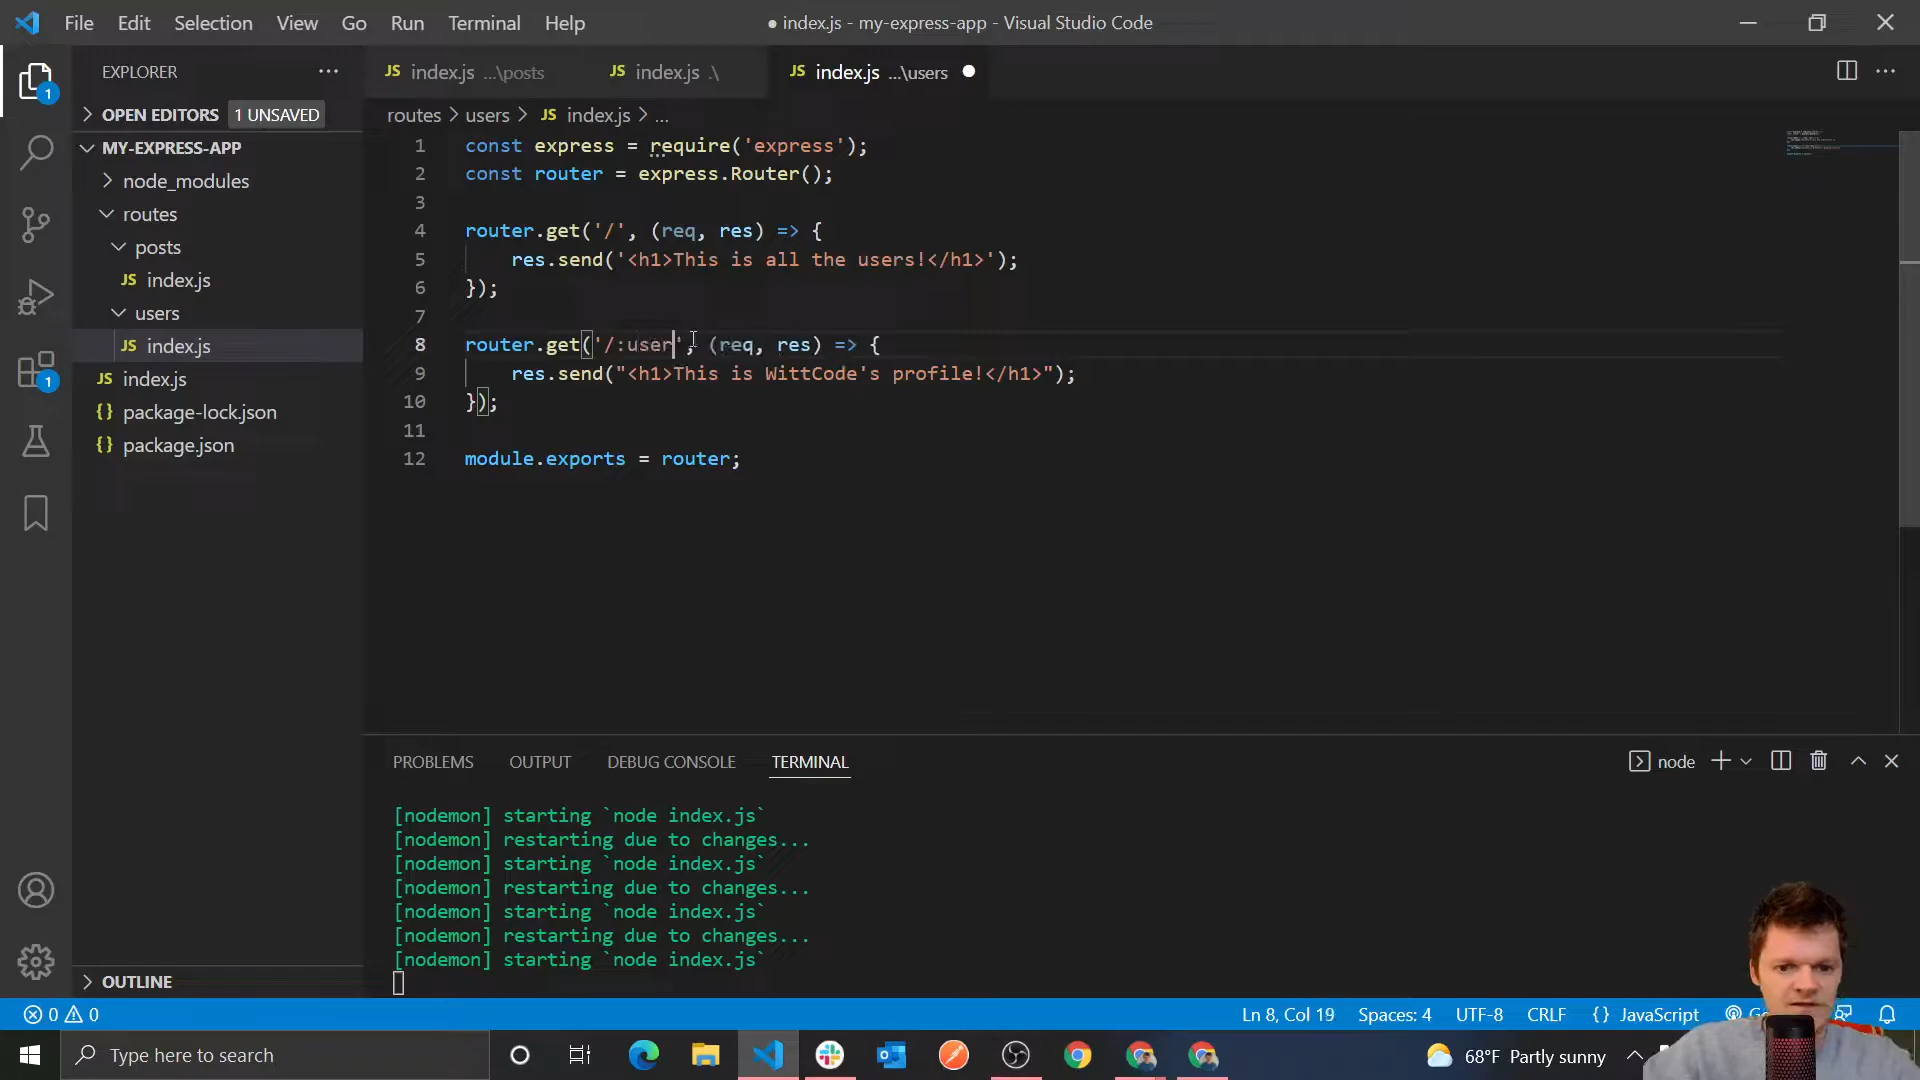 File Edit Selection View Go Run Terminal Help
● index.js - my-express-app - Visual Studio Code
EXPLORER
JS index.js ...\posts
JS index.js .\
JS index.js ...\users
OPEN EDITORS 1 UNSAVED
routes > users > JS index.js > ...
MY-EXPRESS-APP
node_modules
routes
posts
JS index.js
users
JS index.js
JS index.js
{} package-lock.json
{} package.json
OUTLINE
1
1
1 const express = require('express');
2 const router = express.Router();
3
4 router.get('/', (req, res) => {
5 res.send('<h1>This is all the users!</h1>');
6 });
7
8 router.get('/:user', (req, res) => {
9 res.send("<h1>This is WittCode's profile!</h1>");
10 });
11
12 module.exports = router;
PROBLEMS OUTPUT DEBUG CONSOLE TERMINAL
node
[nodemon] starting `node index.js`
[nodemon] restarting due to changes...
[nodemon] starting `node index.js`
[nodemon] restarting due to changes...
[nodemon] starting `node index.js`
[nodemon] restarting due to changes...
[nodemon] starting `node index.js`
0 0
Ln 8, Col 19 Spaces: 4 UTF-8 CRLF {} JavaScript
Type here to search
68°F Partly sunny